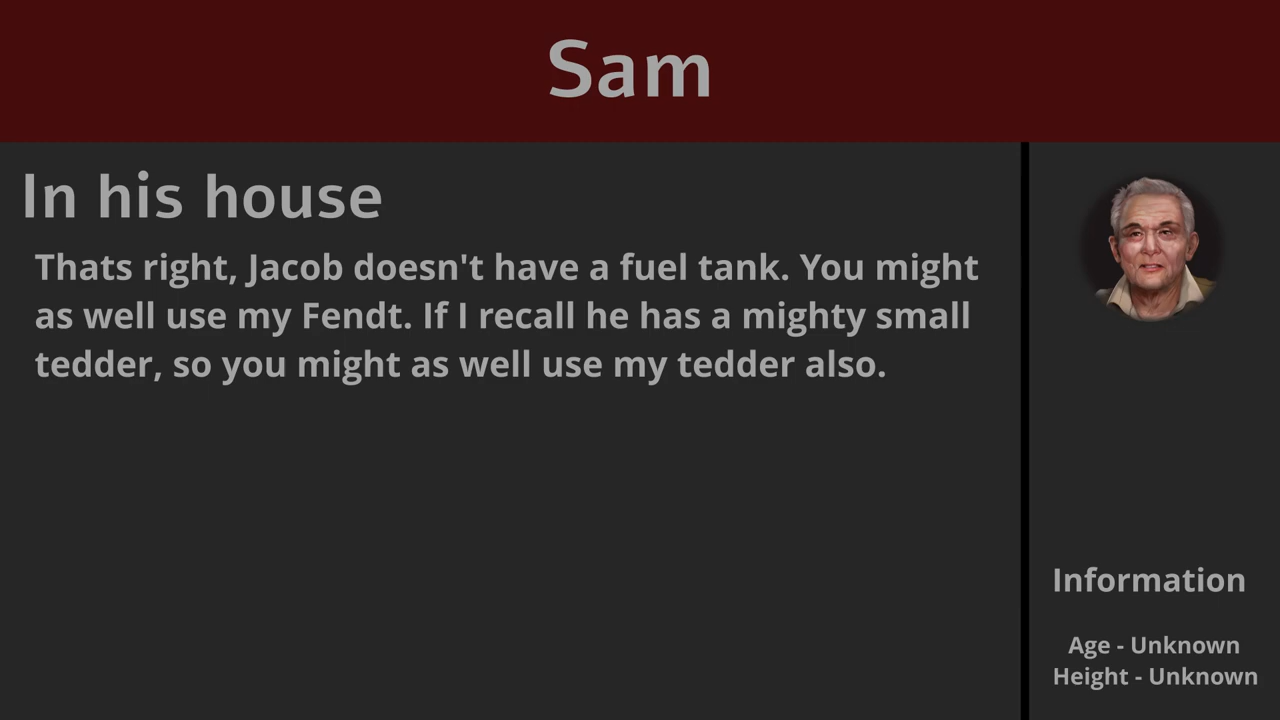 Sam
In his house
Thats right, Jacob doesn't have a fuel tank. You might
as well use my Fendt. If I recall he has a mighty small
tedder, so you might as well use my tedder also.
Information
Age - Unknown
Height - Unknown